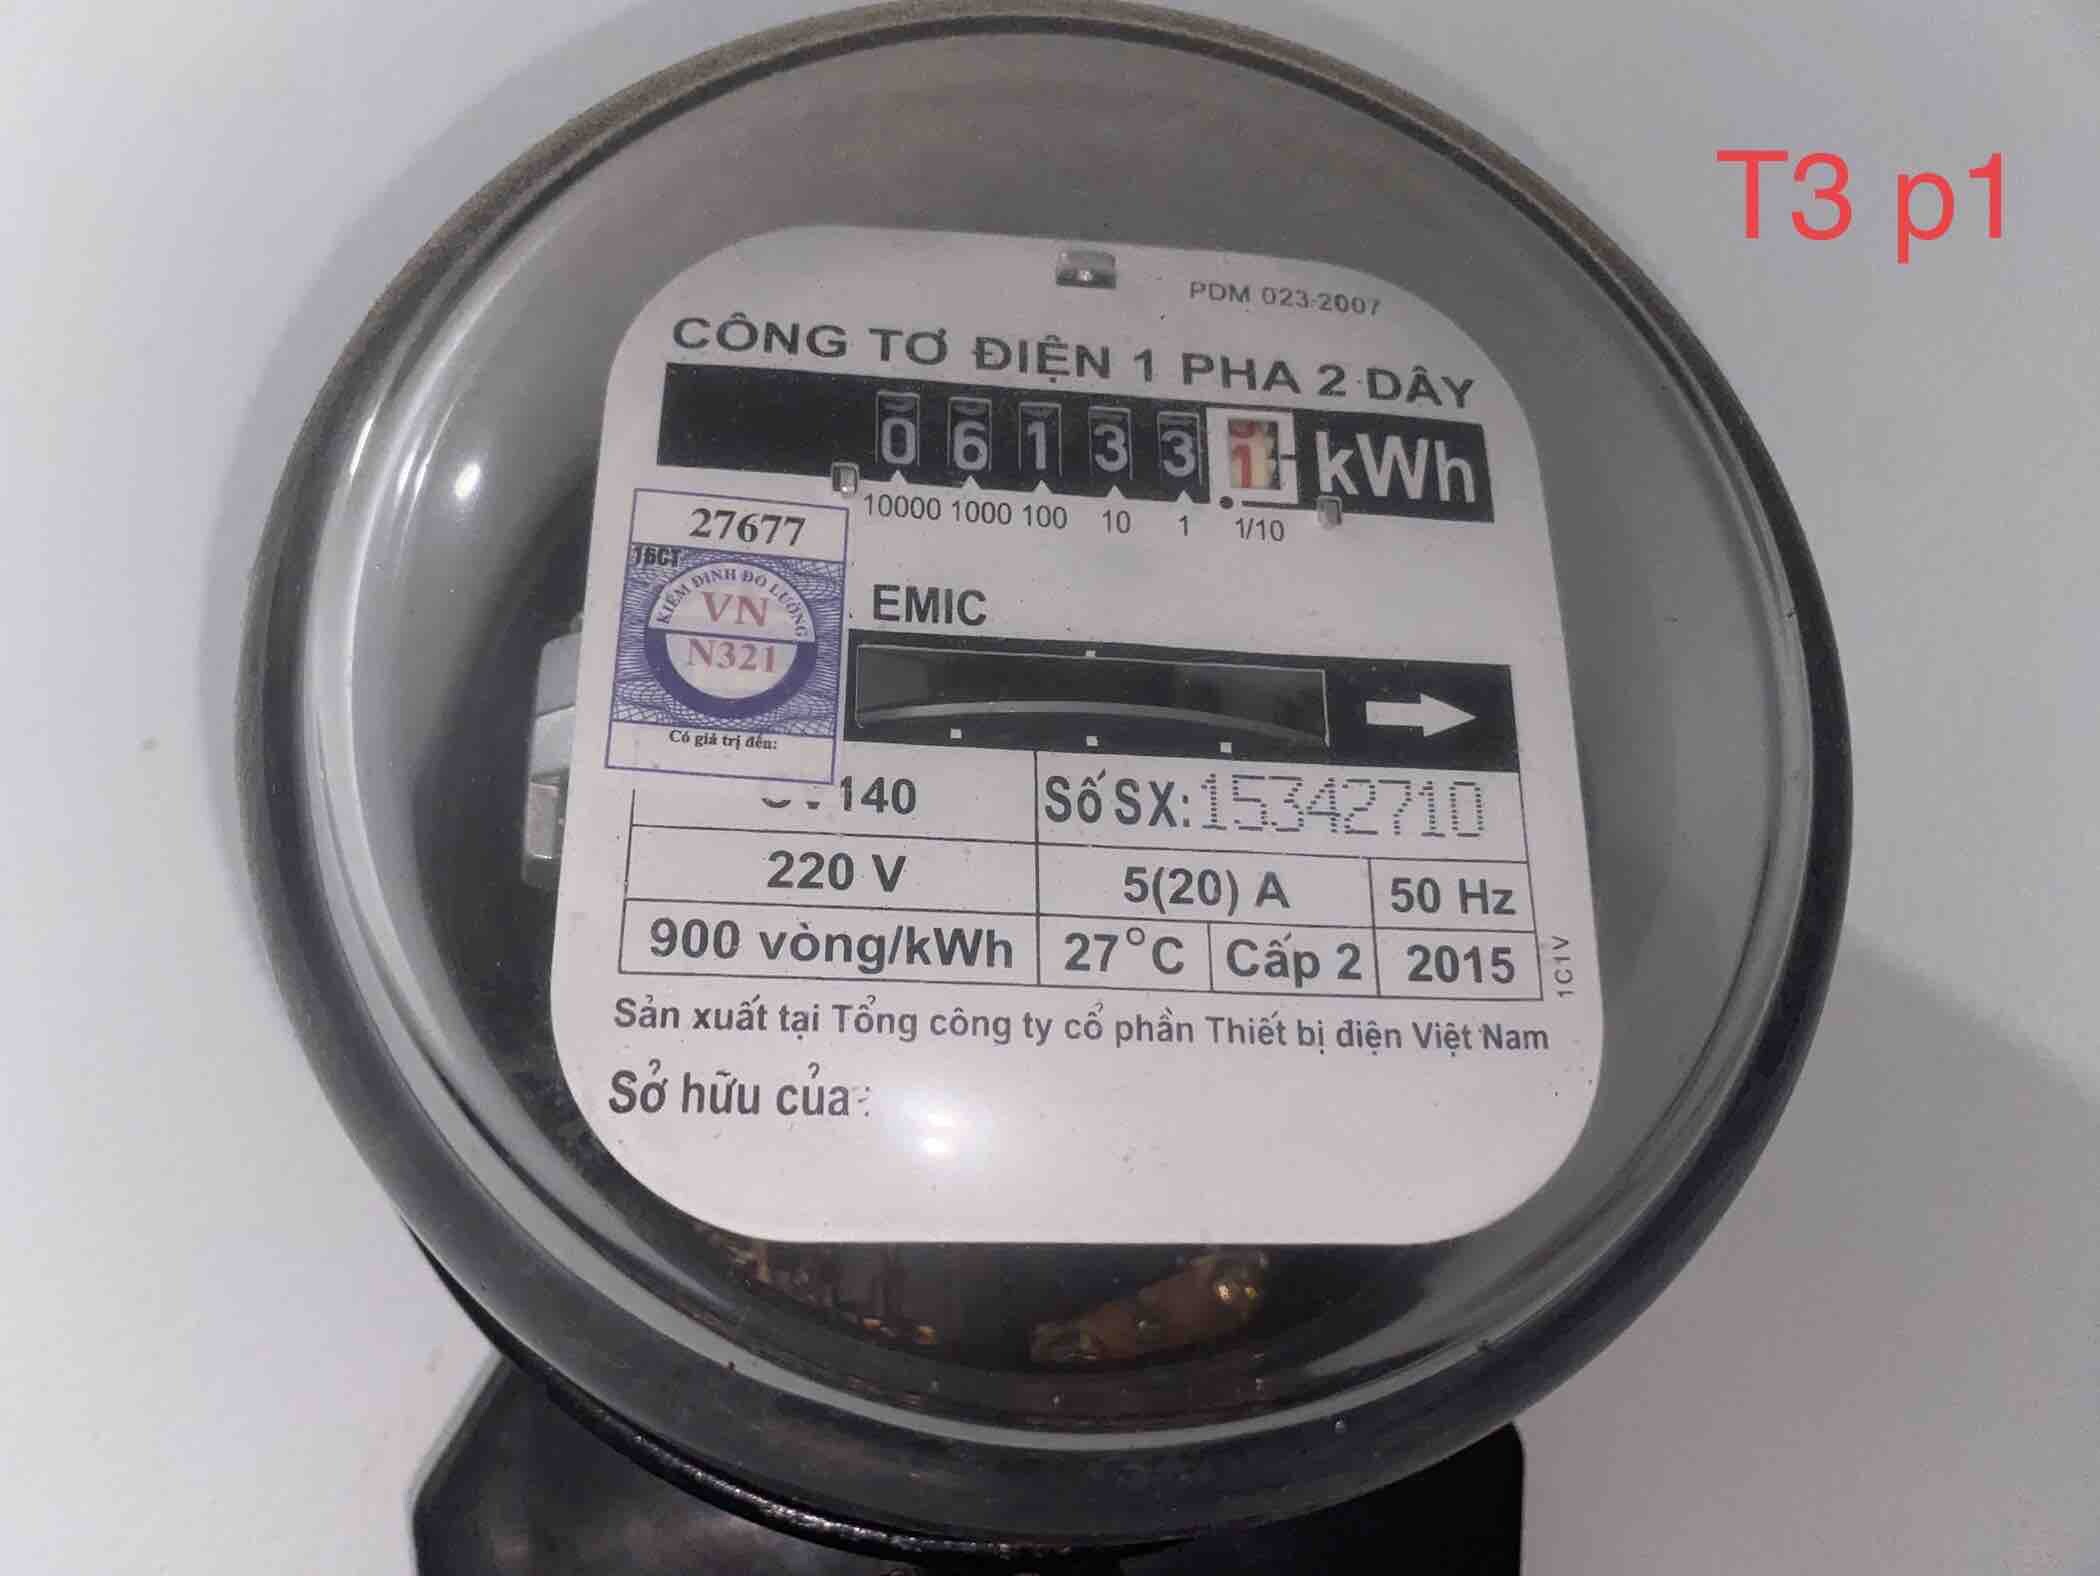 T3 p1
PDM 023-2007
CÔNG TƠ ĐIỆN 1 PHA 2 DÂY
0 6 1 3 3 1 kWh
10000 1000 100 10 1 1/10
27677
16CT
KIỂM ĐỊNH ĐO LƯỜNG
VN
N321
Có giá trị đến:
EMIC
140
Số SX: 15342710
220 V
5(20) A
50 Hz
900 vòng/kWh
27°C
Cấp 2
2015
1C1V
Sản xuất tại Tổng công ty cổ phần Thiết bị điện Việt Nam
Sở hữu của :